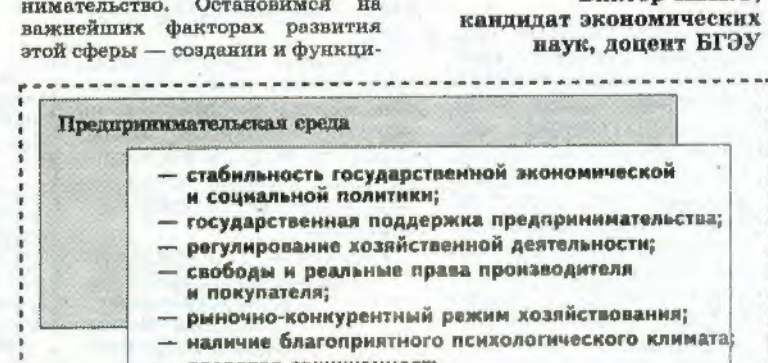 нимательство. Остановимся на
важнейших факторах развития
этой сферы — создании и функци-
кандидат экономических
наук, доцент БГЭУ
Предпринимательская среда
— стабильность государственной экономической
и социальной политики;
— государственная поддержка предпринимательства;
— регулирование хозяйственной деятельности;
— свободы и реальные права производителя
и покупателя;
— рыночно-конкурентный режим хозяйствования;
— наличие благоприятного психологического климата;